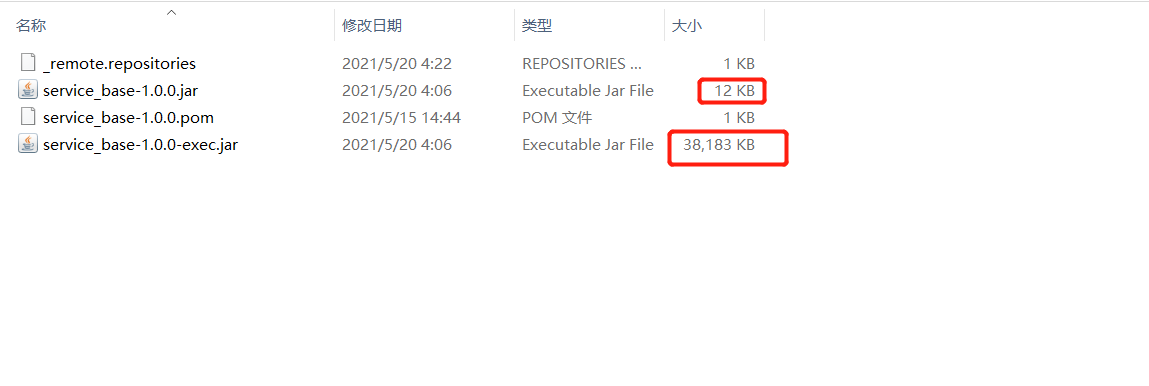 名称 修改日期 类型 大小
_remote.repositories 2021/5/20 4:22 REPOSITORIES ... 1 KB
service_base-1.0.0.jar 2021/5/20 4:06 Executable Jar File 12 KB
service_base-1.0.0.pom 2021/5/15 14:44 POM 文件 1 KB
service_base-1.0.0-exec.jar 2021/5/20 4:06 Executable Jar File 38,183 KB